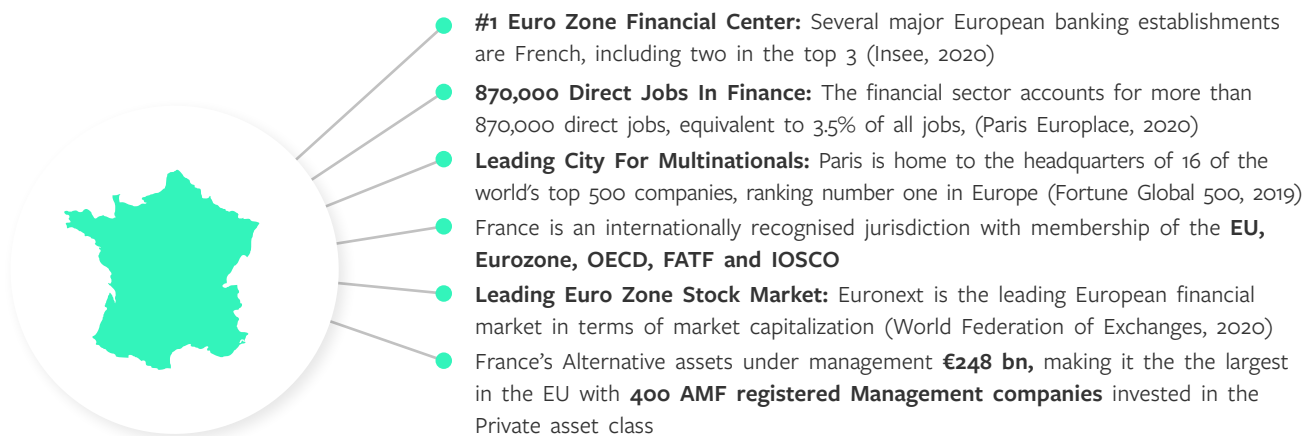 #1 Euro Zone Financial Center: Several major European banking establishments
are French, including two in the top 3 (Insee, 2020)
870,000 Direct Jobs In Finance: The financial sector accounts for more than
870,000 direct jobs, equivalent to 3.5% of all jobs, (Paris Europlace, 2020)
Leading City For Multinationals: Paris is home to the headquarters of 16 of the
world's top 500 companies, ranking number one in Europe (Fortune Global 500, 2019)
France is an internationally recognised jurisdiction with membership of the EU,
Eurozone, OECD, FATF and IOSCO
Leading Euro Zone Stock Market: Euronext is the leading European financial
market in terms of market capitalization (World Federation of Exchanges, 2020)
France's Alternative assets under management €248 bn, making it the the largest
in the EU with 400 AMF registered Management companies invested in the
Private asset class